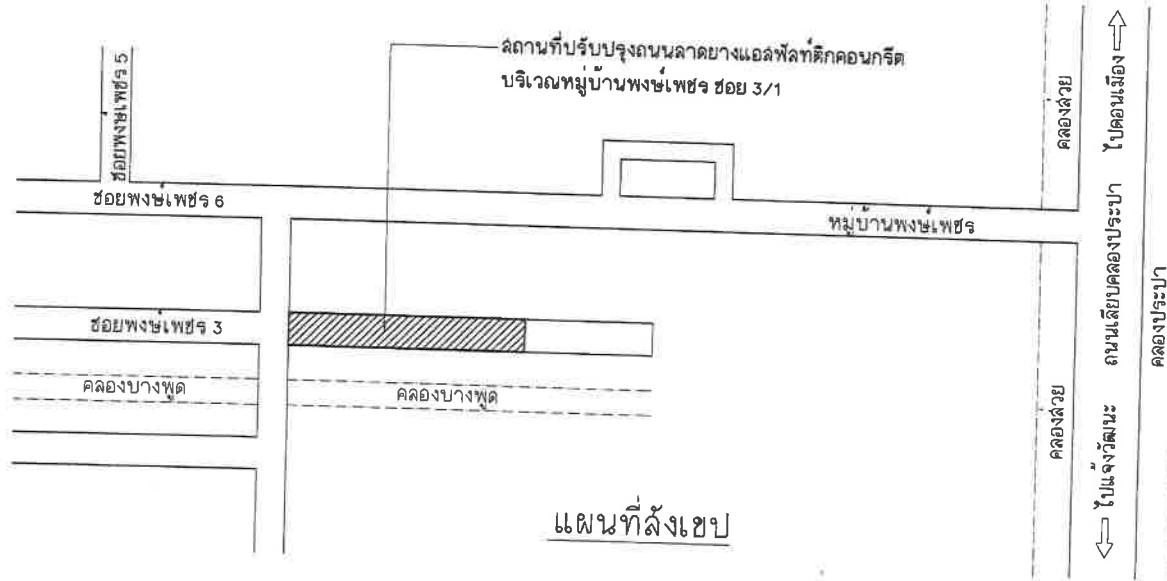 สถานที่ปรับปรุงถนนลาดยางแอสฟัลท์ติกคอนกรีต
บริเวณหมู่บ้านพงษ์เพชร ซอย 3/1
ซอยพงษ์เพชร 5
ซอยพงษ์เพชร 6
หมู่บ้านพงษ์เพชร
ซอยพงษ์เพชร 3
คลองบางพูด
คลองบางพูด
คลองส่วย
คลองส่วย
ไปดอนเมือง
ถนนเลียบคลองประปา
ไปแจ้งวัฒนะ
คลองประปา
แผนที่สังเขป